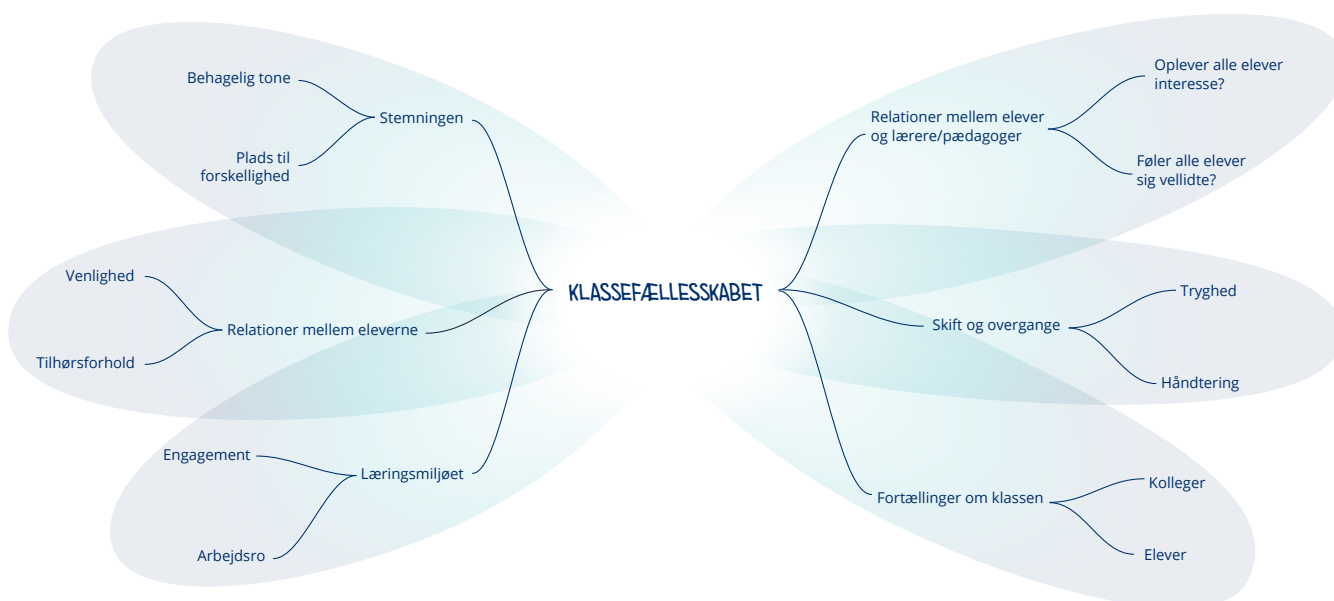 Behagelig tone
Stemningen
Plads til
forskellighed
Venlighed
Relationer mellem eleverne
Tilhørsforhold
Engagement
Læringsmiljøet
Arbejdsro
KLASSEFÆLLESSKABET
Oplever alle elever
interesse?
Relationer mellem elever
og lærere/pædagoger
Føler alle elever
sig vellidte?
Tryghed
Skift og overgange
Håndtering
Kolleger
Fortællinger om klassen
Elever